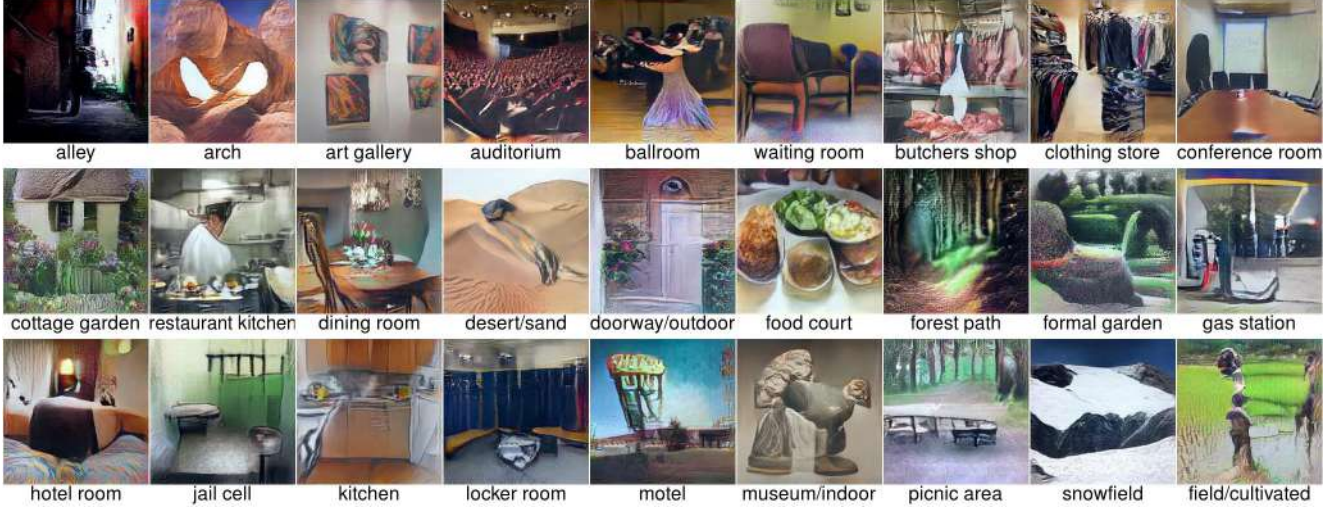 alley arch art gallery auditorium ballroom waiting room butchers shop clothing store conference room
cottage garden restaurant kitchen dining room desert/sand doorway/outdoor food court forest path formal garden gas station
hotel room jail cell kitchen locker room motel museum/indoor picnic area snowfield field/cultivated